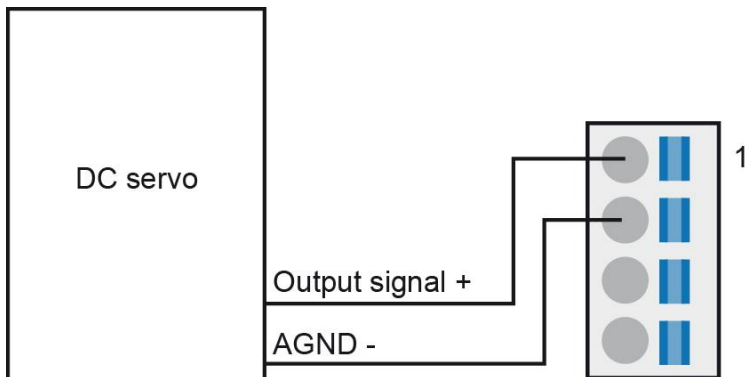 DC servo
1
Output signal +
AGND -